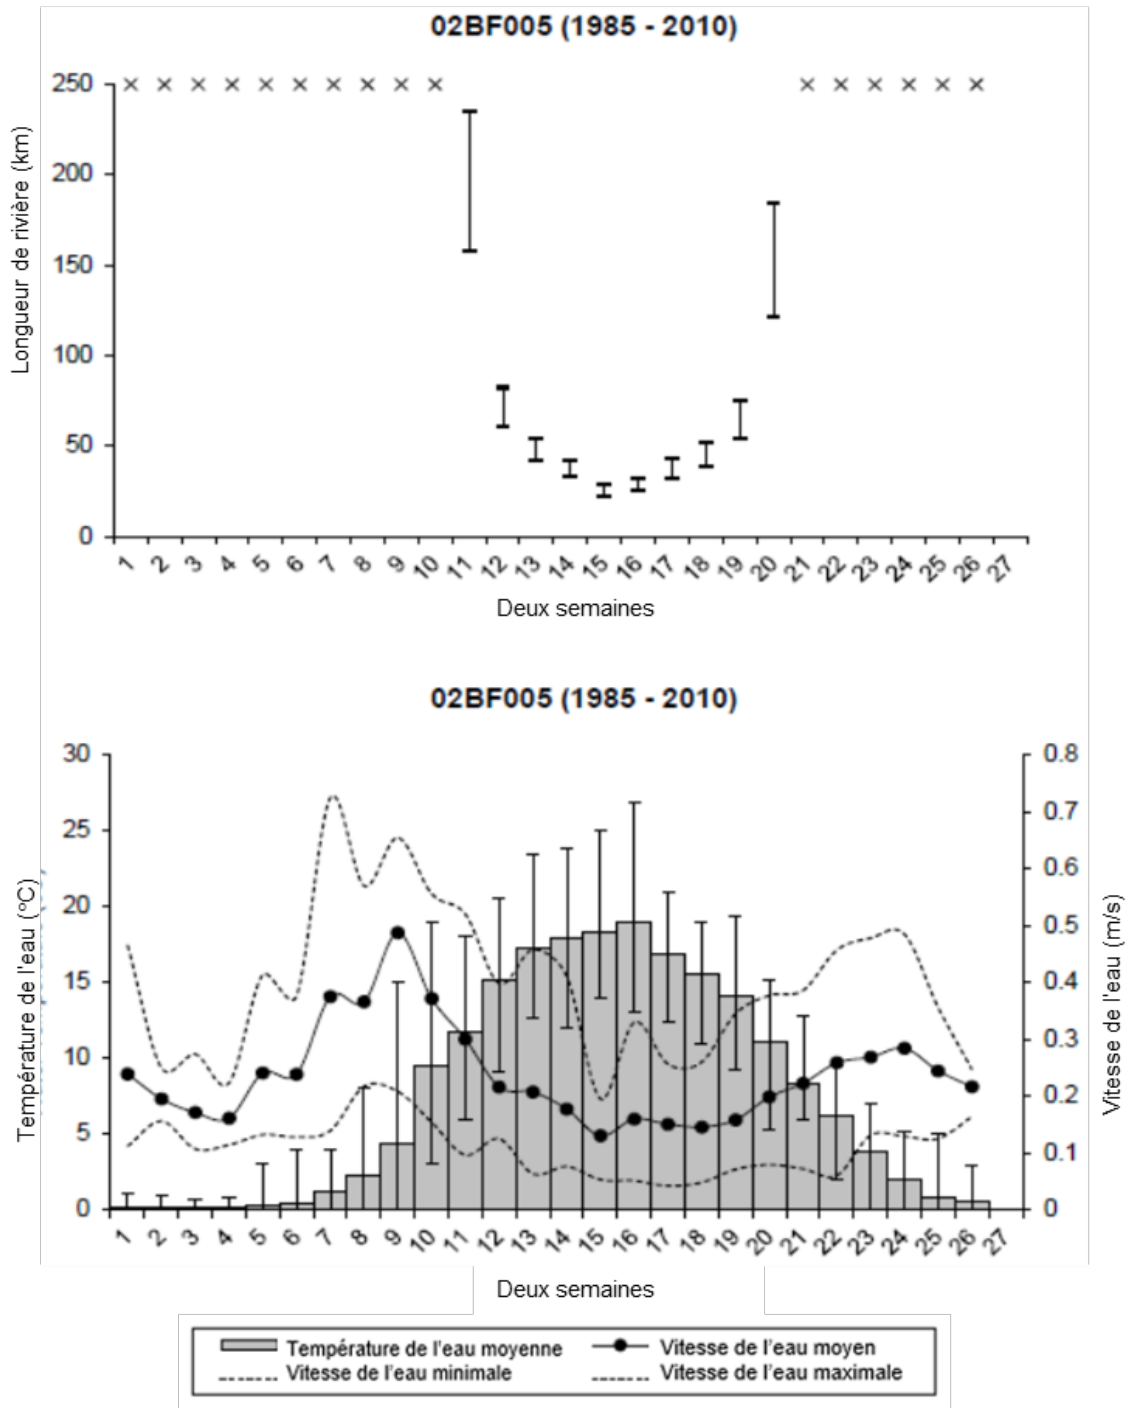 02BF005 (1985 - 2010)
Longueur de rivière (km)
250
200
150
100
50
0
1 2 3 4 5 6 7 8 9 10 11 12 13 14 15 16 17 18 19 20 21 22 23 24 25 26 27
Deux semaines
02BF005 (1985 - 2010)
Température de l'eau (°C)
30
25
20
15
10
5
0
0.8
0.7
0.6
0.5
0.4
0.3
0.2
0.1
0
Vitesse de l'eau (m/s)
1 2 3 4 5 6 7 8 9 10 11 12 13 14 15 16 17 18 19 20 21 22 23 24 25 26 27
Deux semaines
Température de l'eau moyenne
Vitesse de l'eau moyen
Vitesse de l'eau minimale
Vitesse de l'eau maximale